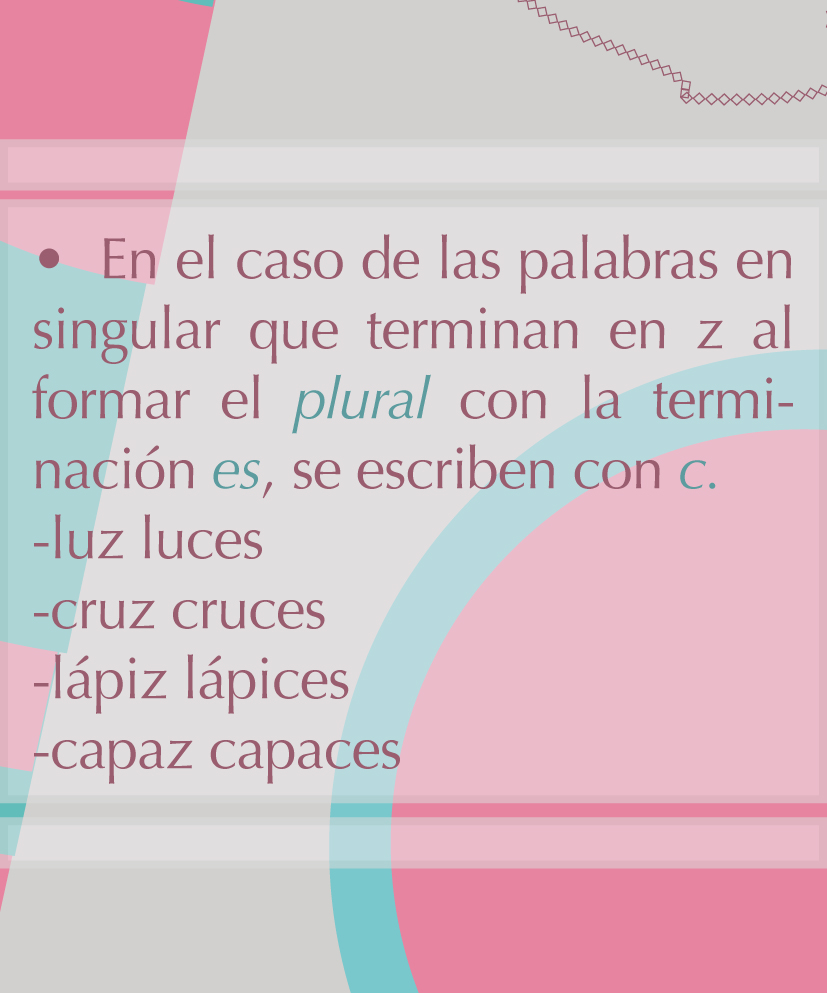 • En el caso de las palabras en
singular que terminan en z al
formar el plural con la termi-
nación es, se escriben con c.
-luz luces
-cruz cruces
-lápiz lápices
-capaz capaces